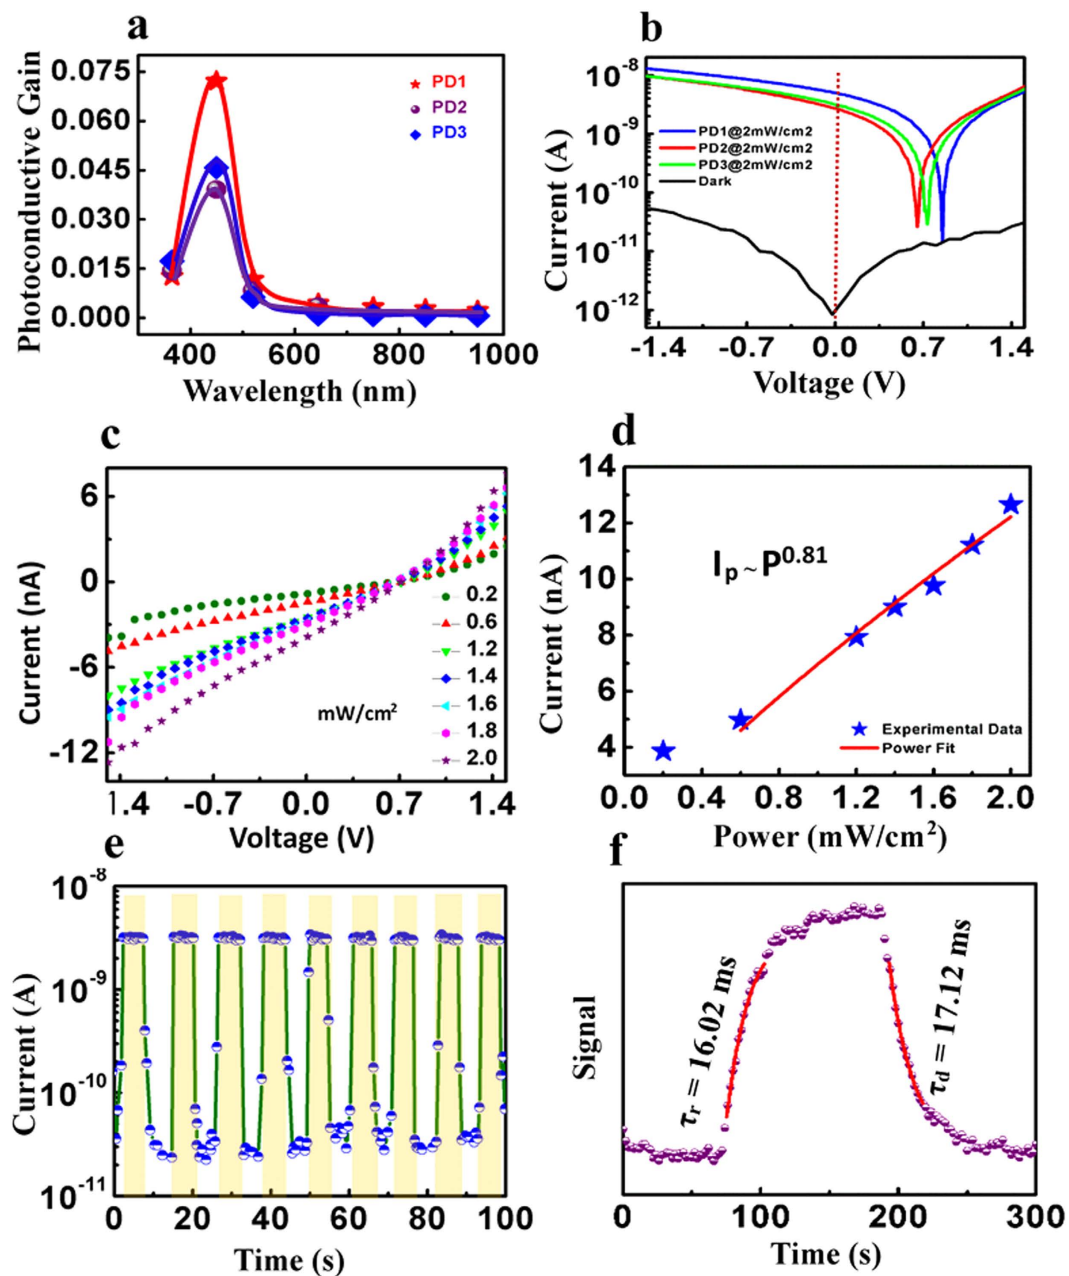 a
Photoconductive Gain
0.075
0.060
0.045
0.030
0.015
0.000
PD1
PD2
PD3
400
600
800
1000
Wavelength (nm)
b
Current (A)
10⁻⁸
10⁻⁹
10⁻¹⁰
10⁻¹¹
10⁻¹²
PD1@2mW/cm2
PD2@2mW/cm2
PD3@2mW/cm2
Dark
-1.4
-0.7
0.0
0.7
1.4
Voltage (V)
c
Current (nA)
6
0
-6
-12
0.2
0.6
1.2
1.4
1.6
1.8
2.0
mW/cm²
1.4
-0.7
0.0
0.7
1.4
Voltage (V)
d
Current (nA)
14
12
10
8
6
4
Iₚ ~ P⁰·⁸¹
Experimental Data
Power Fit
0.0
0.4
0.8
1.2
1.6
2.0
Power (mW/cm²)
e
Current (A)
10⁻⁸
10⁻⁹
10⁻¹⁰
10⁻¹¹
0
20
40
60
80
100
Time (s)
f
Signal
τᵣ = 16.02 ms
τd = 17.12 ms
0
100
200
300
Time (s)